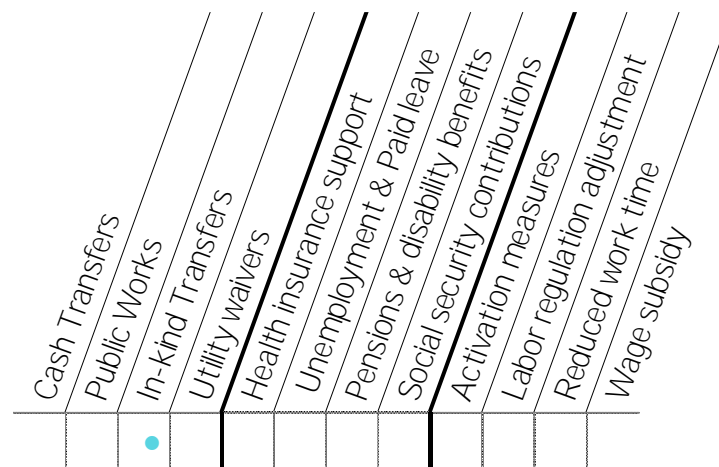 Cash Transfers
Public Works
In-Kind Transfers
Utility waivers
Health insurance support
Unemployment & Paid leave
Pensions & disability benefits
Social security contributions
Activation measures
Labor regulation adjustment
Reduced work time
Wage subsidy